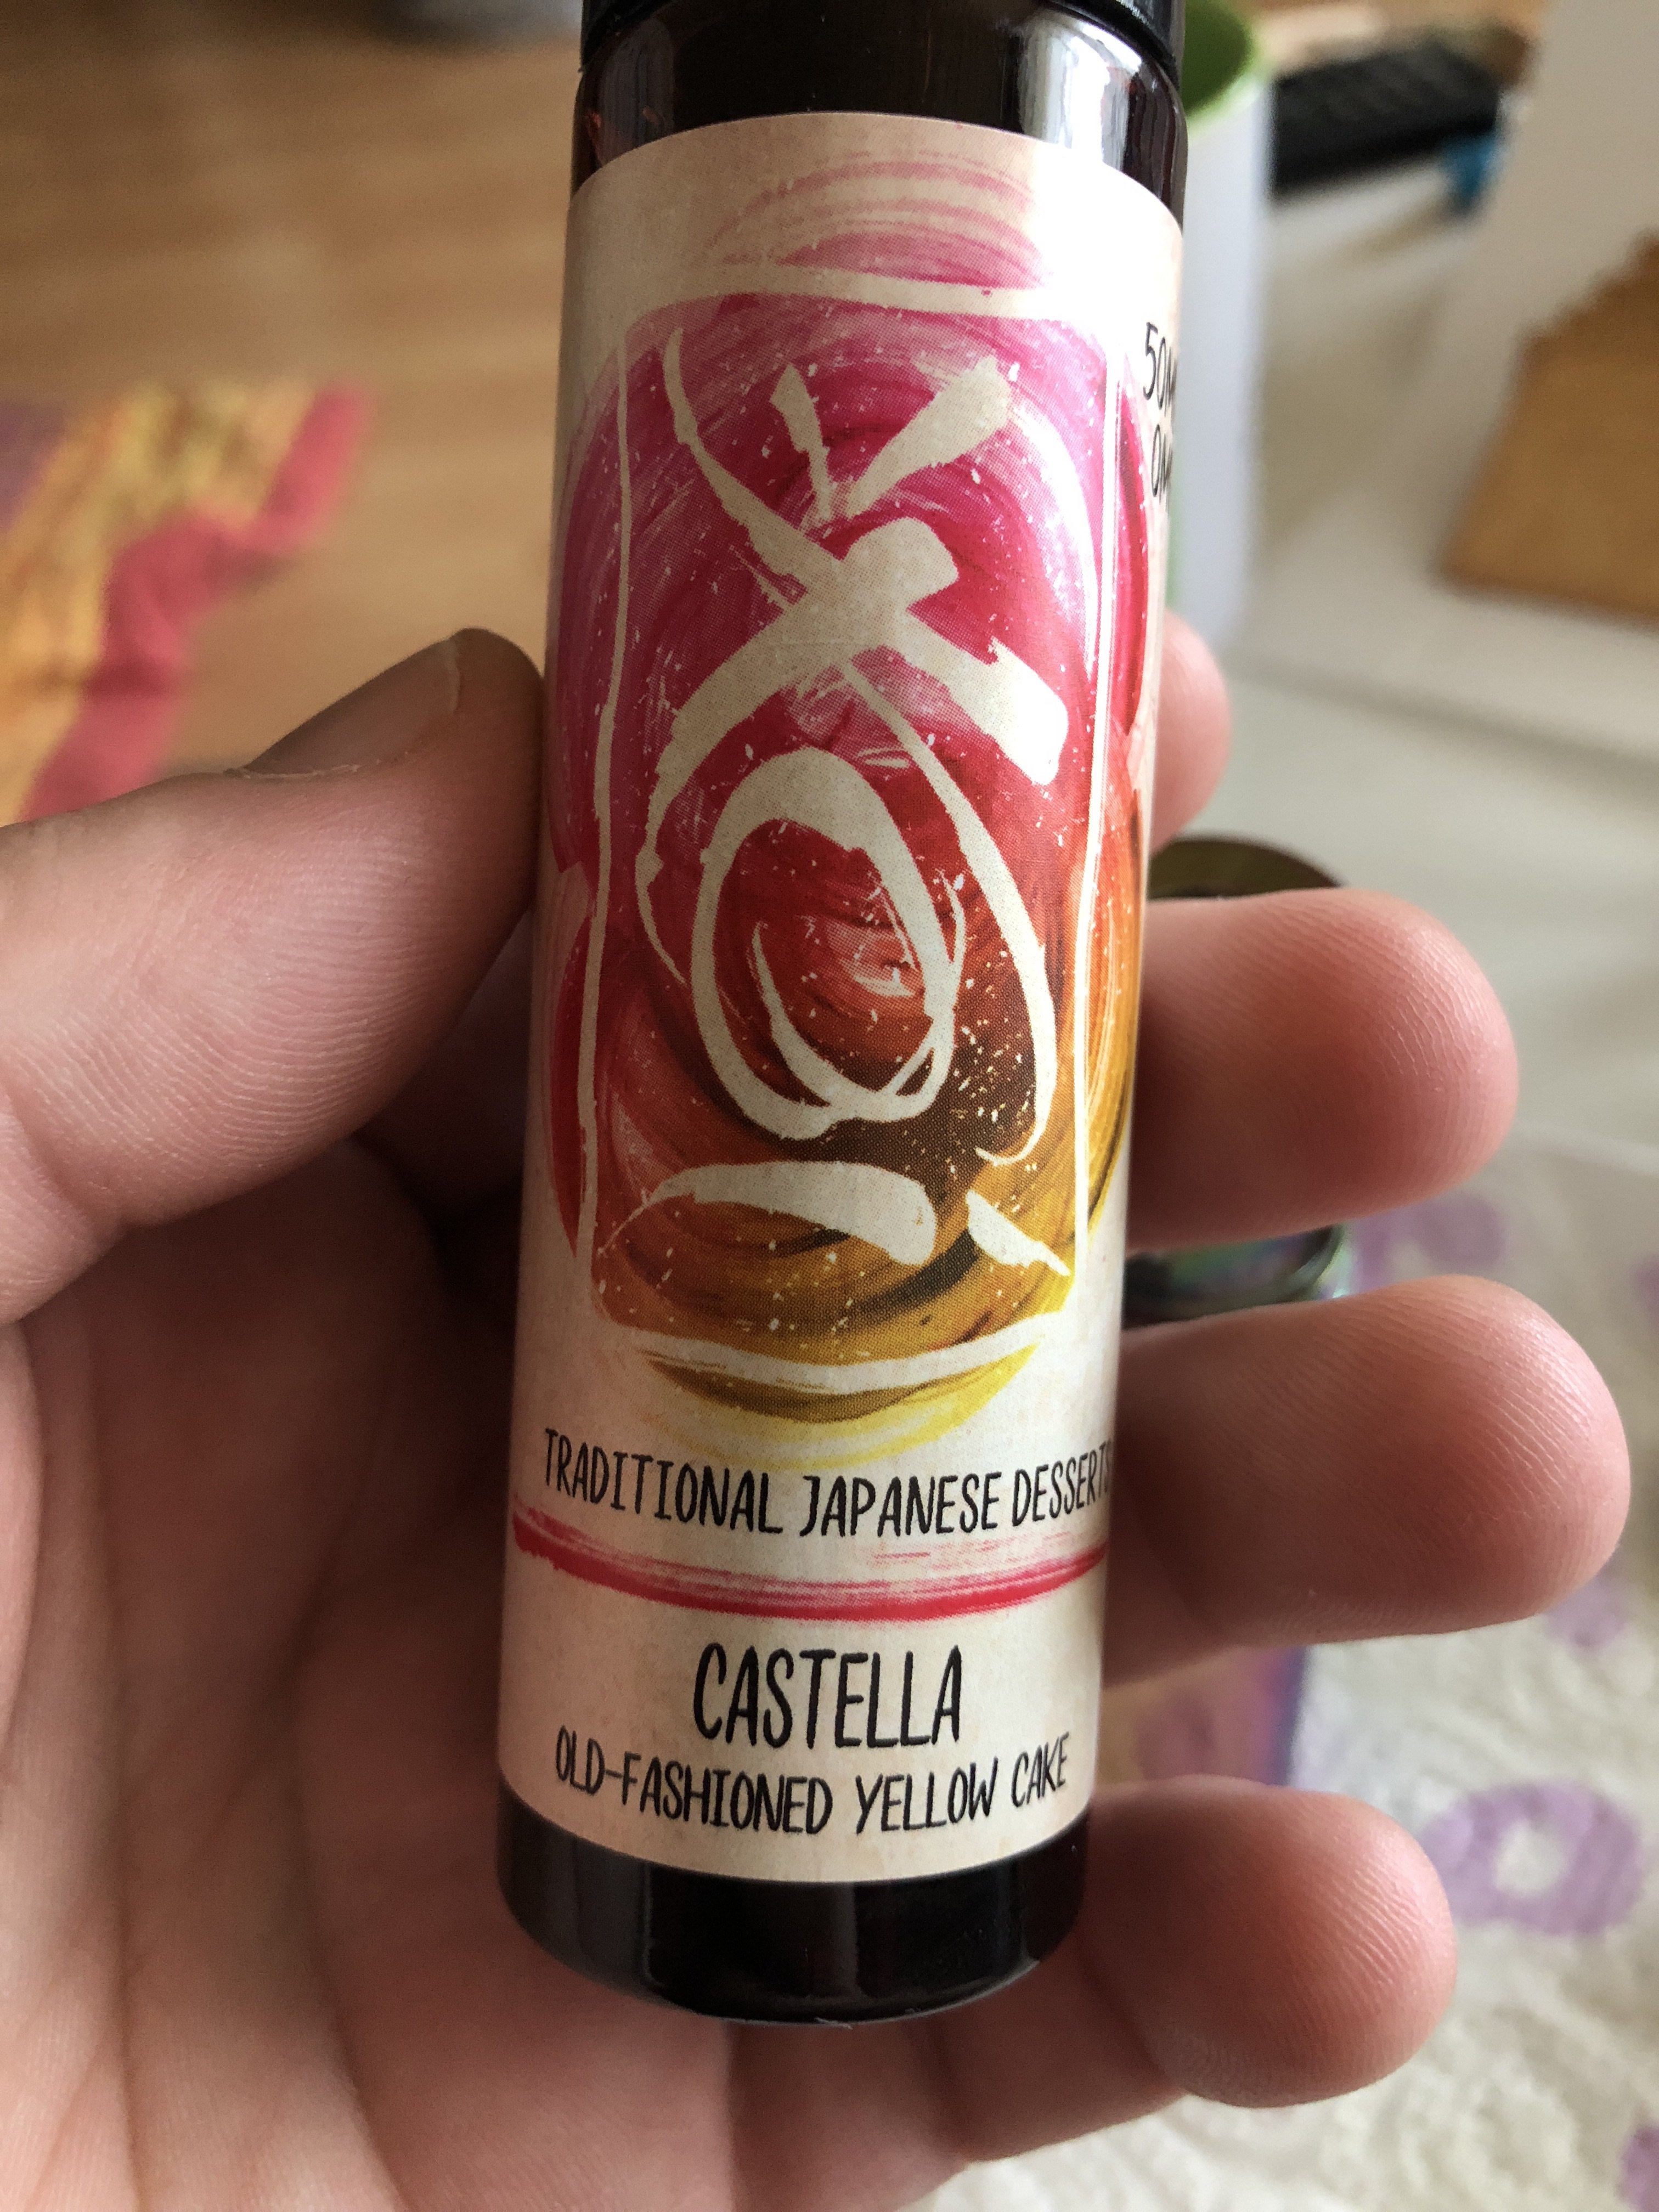 TRADITIONAL JAPANESE DESSERTS
CASTELLA
OLD-FASHIONED YELLOW CAKE